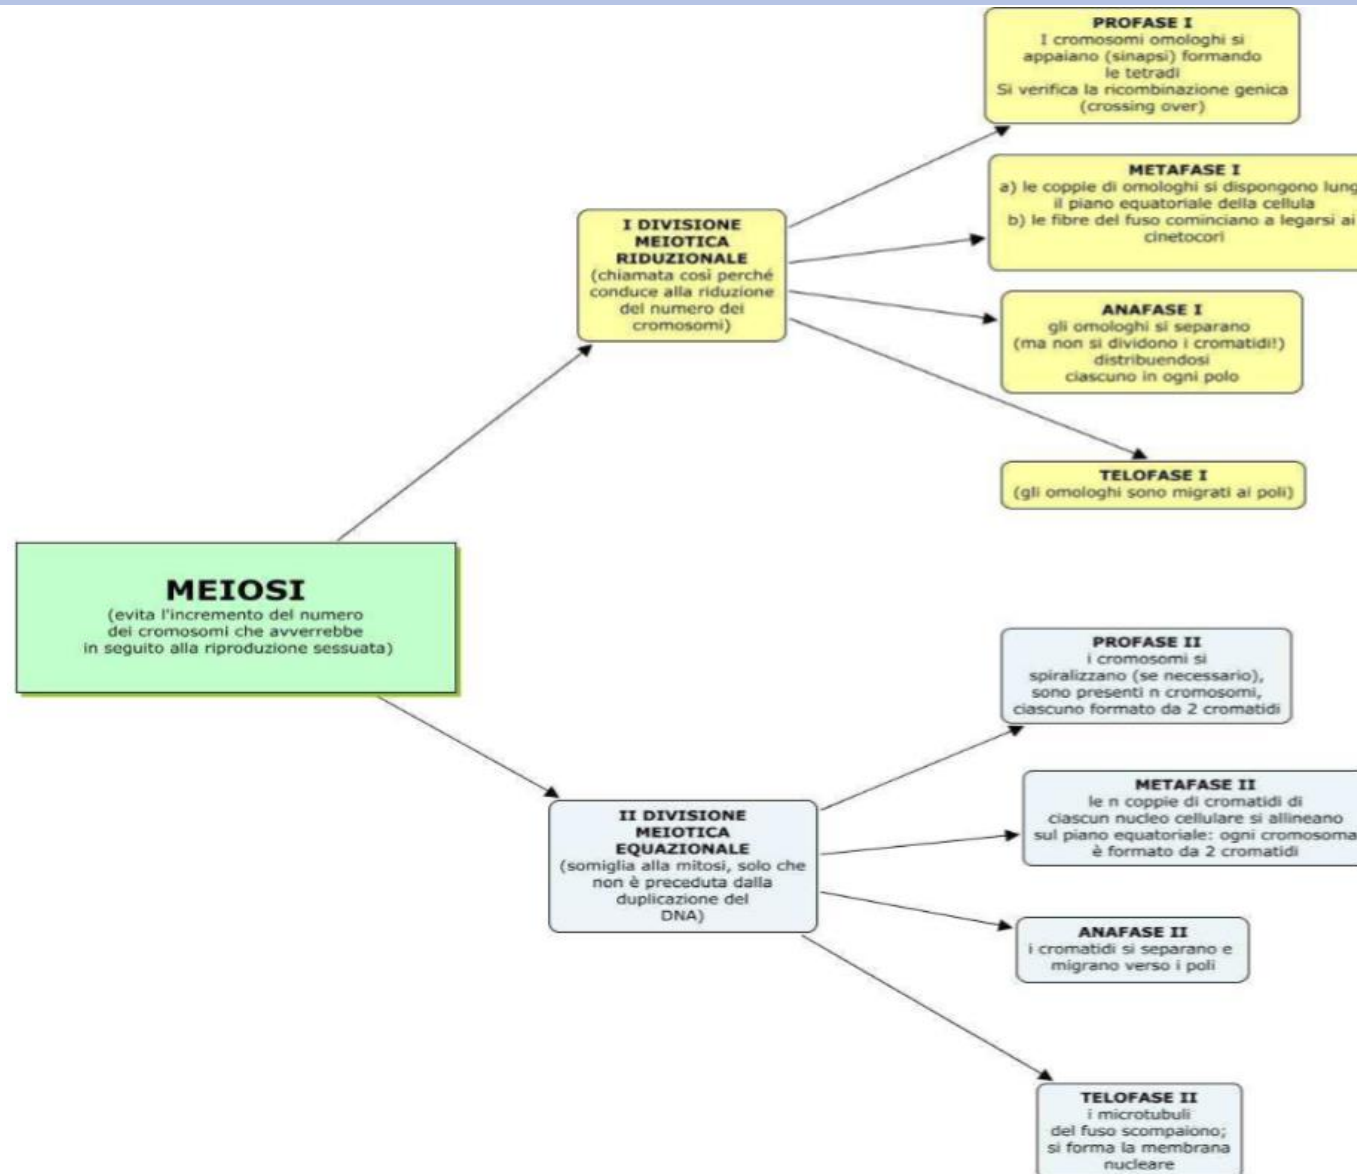 PROFASE I
I cromosomi omologhi si
appaiano (sinapsi) formando
le tetradi
Si verifica la ricombinazione genica
(crossing over)
METAFASE I
a) le coppie di omologhi si dispongono lung
il piano equatoriale della cellula
b) le fibre del fuso cominciano a legarsi ai
cinetocori
I DIVISIONE
MEIOTICA
RIDUZIONALE
(chiamata così perché
conduce alla riduzione
del numero dei
cromosomi)
ANAFASE I
gli omologhi si separano
(ma non si dividono i cromatidi!)
distribuendosi
ciascuno in ogni polo
TELOFASE I
(gli omologhi sono migrati ai poli)
MEIOSI
(evita l'incremento del numero
dei cromosomi che avverrebbe
in seguito alla riproduzione sessuata)
PROFASE II
i cromosomi si
spiralizzano (se necessario),
sono presenti n cromosomi,
ciascuno formato da 2 cromatidi
METAFASE II
le n coppie di cromatidi di
ciascun nucleo cellulare si allineano
sul piano equatoriale: ogni cromosoma
è formato da 2 cromatidi
II DIVISIONE
MEIOTICA
EQUAZIONALE
(somiglia alla mitosi, solo che
non è preceduta dalla
duplicazione del
DNA)
ANAFASE II
i cromatidi si separano e
migrano verso i poli
TELOFASE II
i microtubuli
del fuso scompaiono;
si forma la membrana
nucleare